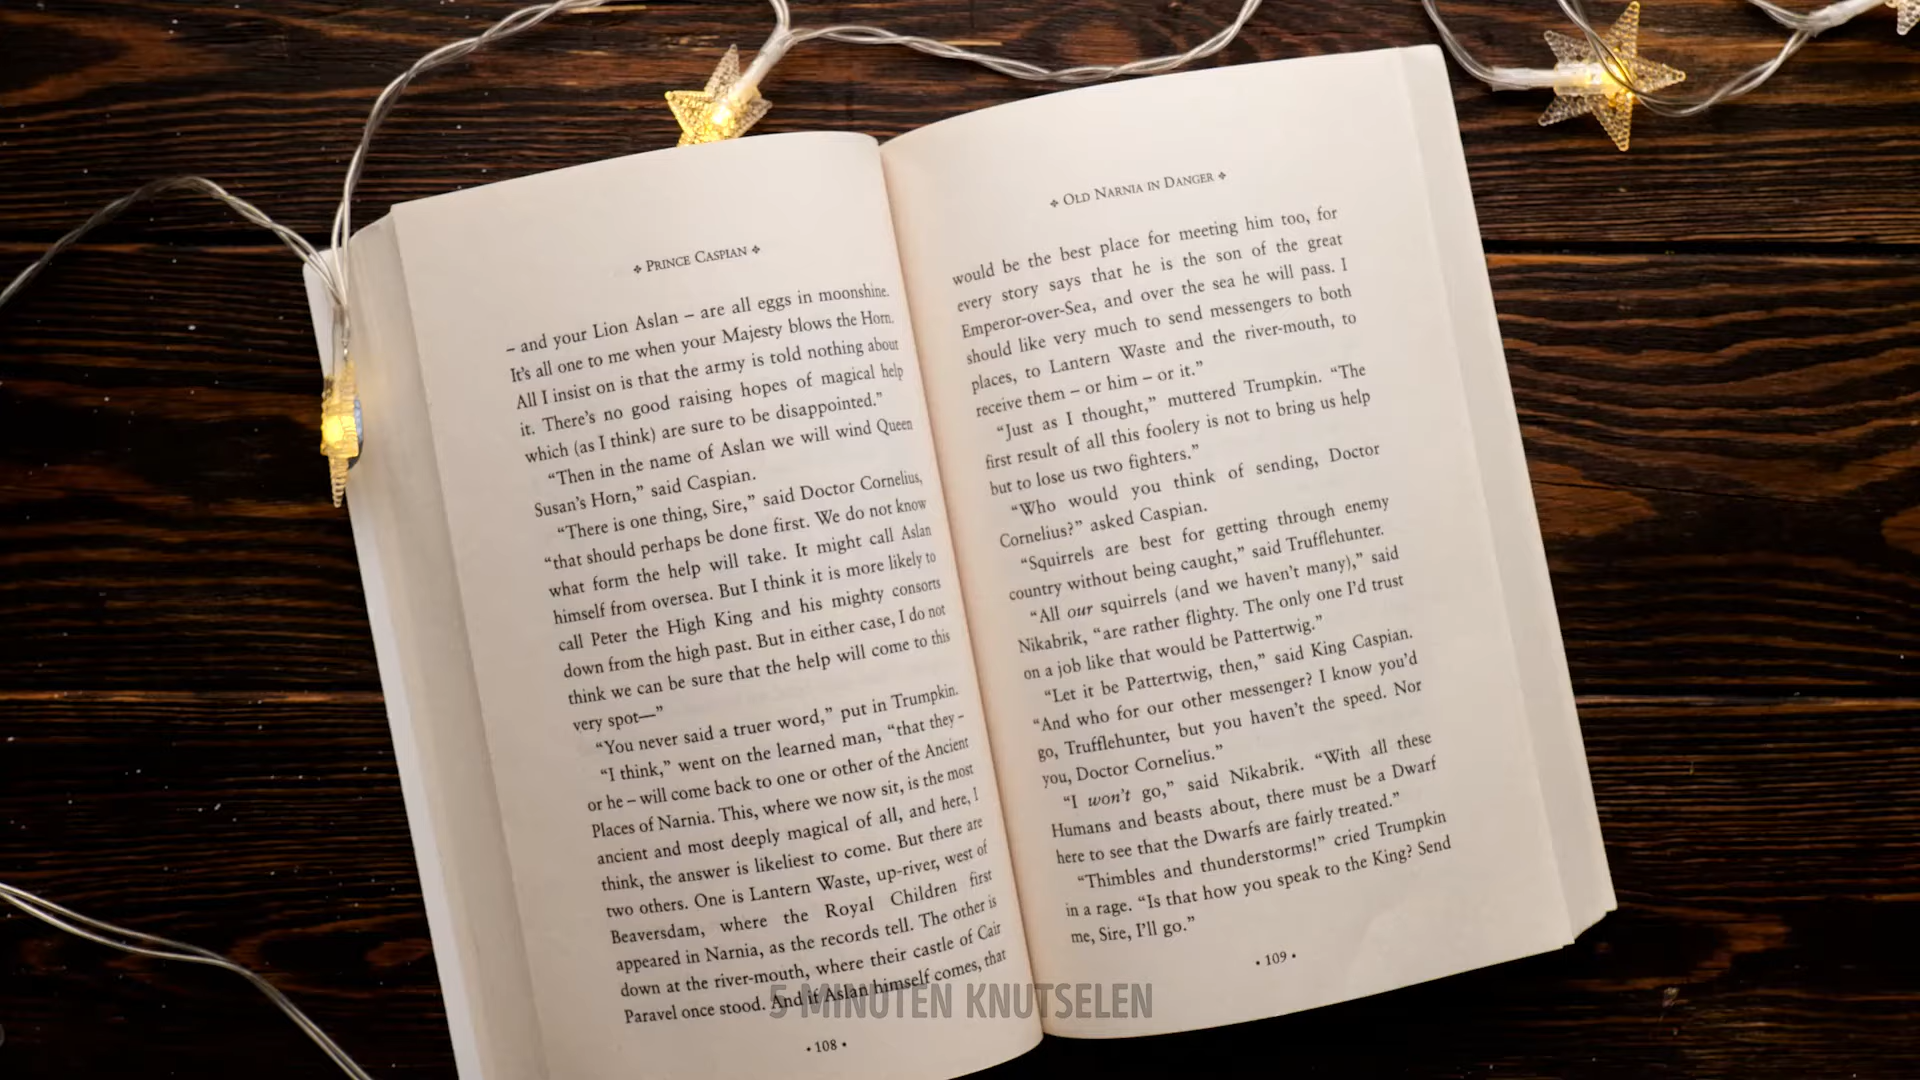 ❖ Prince Caspian ❖
– and your Lion Aslan – are all eggs in moonshine.
It's all one to me when your Majesty blows the Horn.
All I insist on is that the army is told nothing about
it. There's no good raising hopes of magical help
which (as I think) are sure to be disappointed.”
“Then in the name of Aslan we will wind Queen
Susan's Horn,” said Caspian.
“There is one thing, Sire,” said Doctor Cornelius,
“that should perhaps be done first. We do not know
what form the help will take. It might call Aslan
himself from oversea. But I think it is more likely to
call Peter the High King and his mighty consorts
down from the high past. But in either case, I do not
think we can be sure that the help will come to this
very spot—”
“You never said a truer word,” put in Trumpkin.
“I think,” went on the learned man, “that they –
or he – will come back to one or other of the Ancient
Places of Narnia. This, where we now sit, is the most
ancient and most deeply magical of all, and here, I
think, the answer is likeliest to come. But there are
two others. One is Lantern Waste, up-river, west of
Beaversdam, where the Royal Children first
appeared in Narnia, as the records tell. The other is
down at the river-mouth, where their castle of Cair
Paravel once stood. And if Aslan himself comes, that
• 108 •
❖ Old Narnia in Danger ❖
would be the best place for meeting him too, for
every story says that he is the son of the great
Emperor-over-Sea, and over the sea he will pass. I
should like very much to send messengers to both
places, to Lantern Waste and the river-mouth, to
receive them – or him – or it.”
“Just as I thought,” muttered Trumpkin. “The
first result of all this foolery is not to bring us help
but to lose us two fighters.”
“Who would you think of sending, Doctor
Cornelius?” asked Caspian.
“Squirrels are best for getting through enemy
country without being caught,” said Trufflehunter.
“All our squirrels (and we haven't many),” said
Nikabrik, “are rather flighty. The only one I'd trust
on a job like that would be Pattertwig.”
“Let it be Pattertwig, then,” said King Caspian.
“And who for our other messenger? I know you'd
go, Trufflehunter, but you haven't the speed. Nor
you, Doctor Cornelius.”
“I won't go,” said Nikabrik. “With all these
Humans and beasts about, there must be a Dwarf
here to see that the Dwarfs are fairly treated.”
“Thimbles and thunderstorms!” cried Trumpkin
in a rage. “Is that how you speak to the King? Send
me, Sire, I'll go.”
• 109 •
5 MINUTEN KNUTSELEN